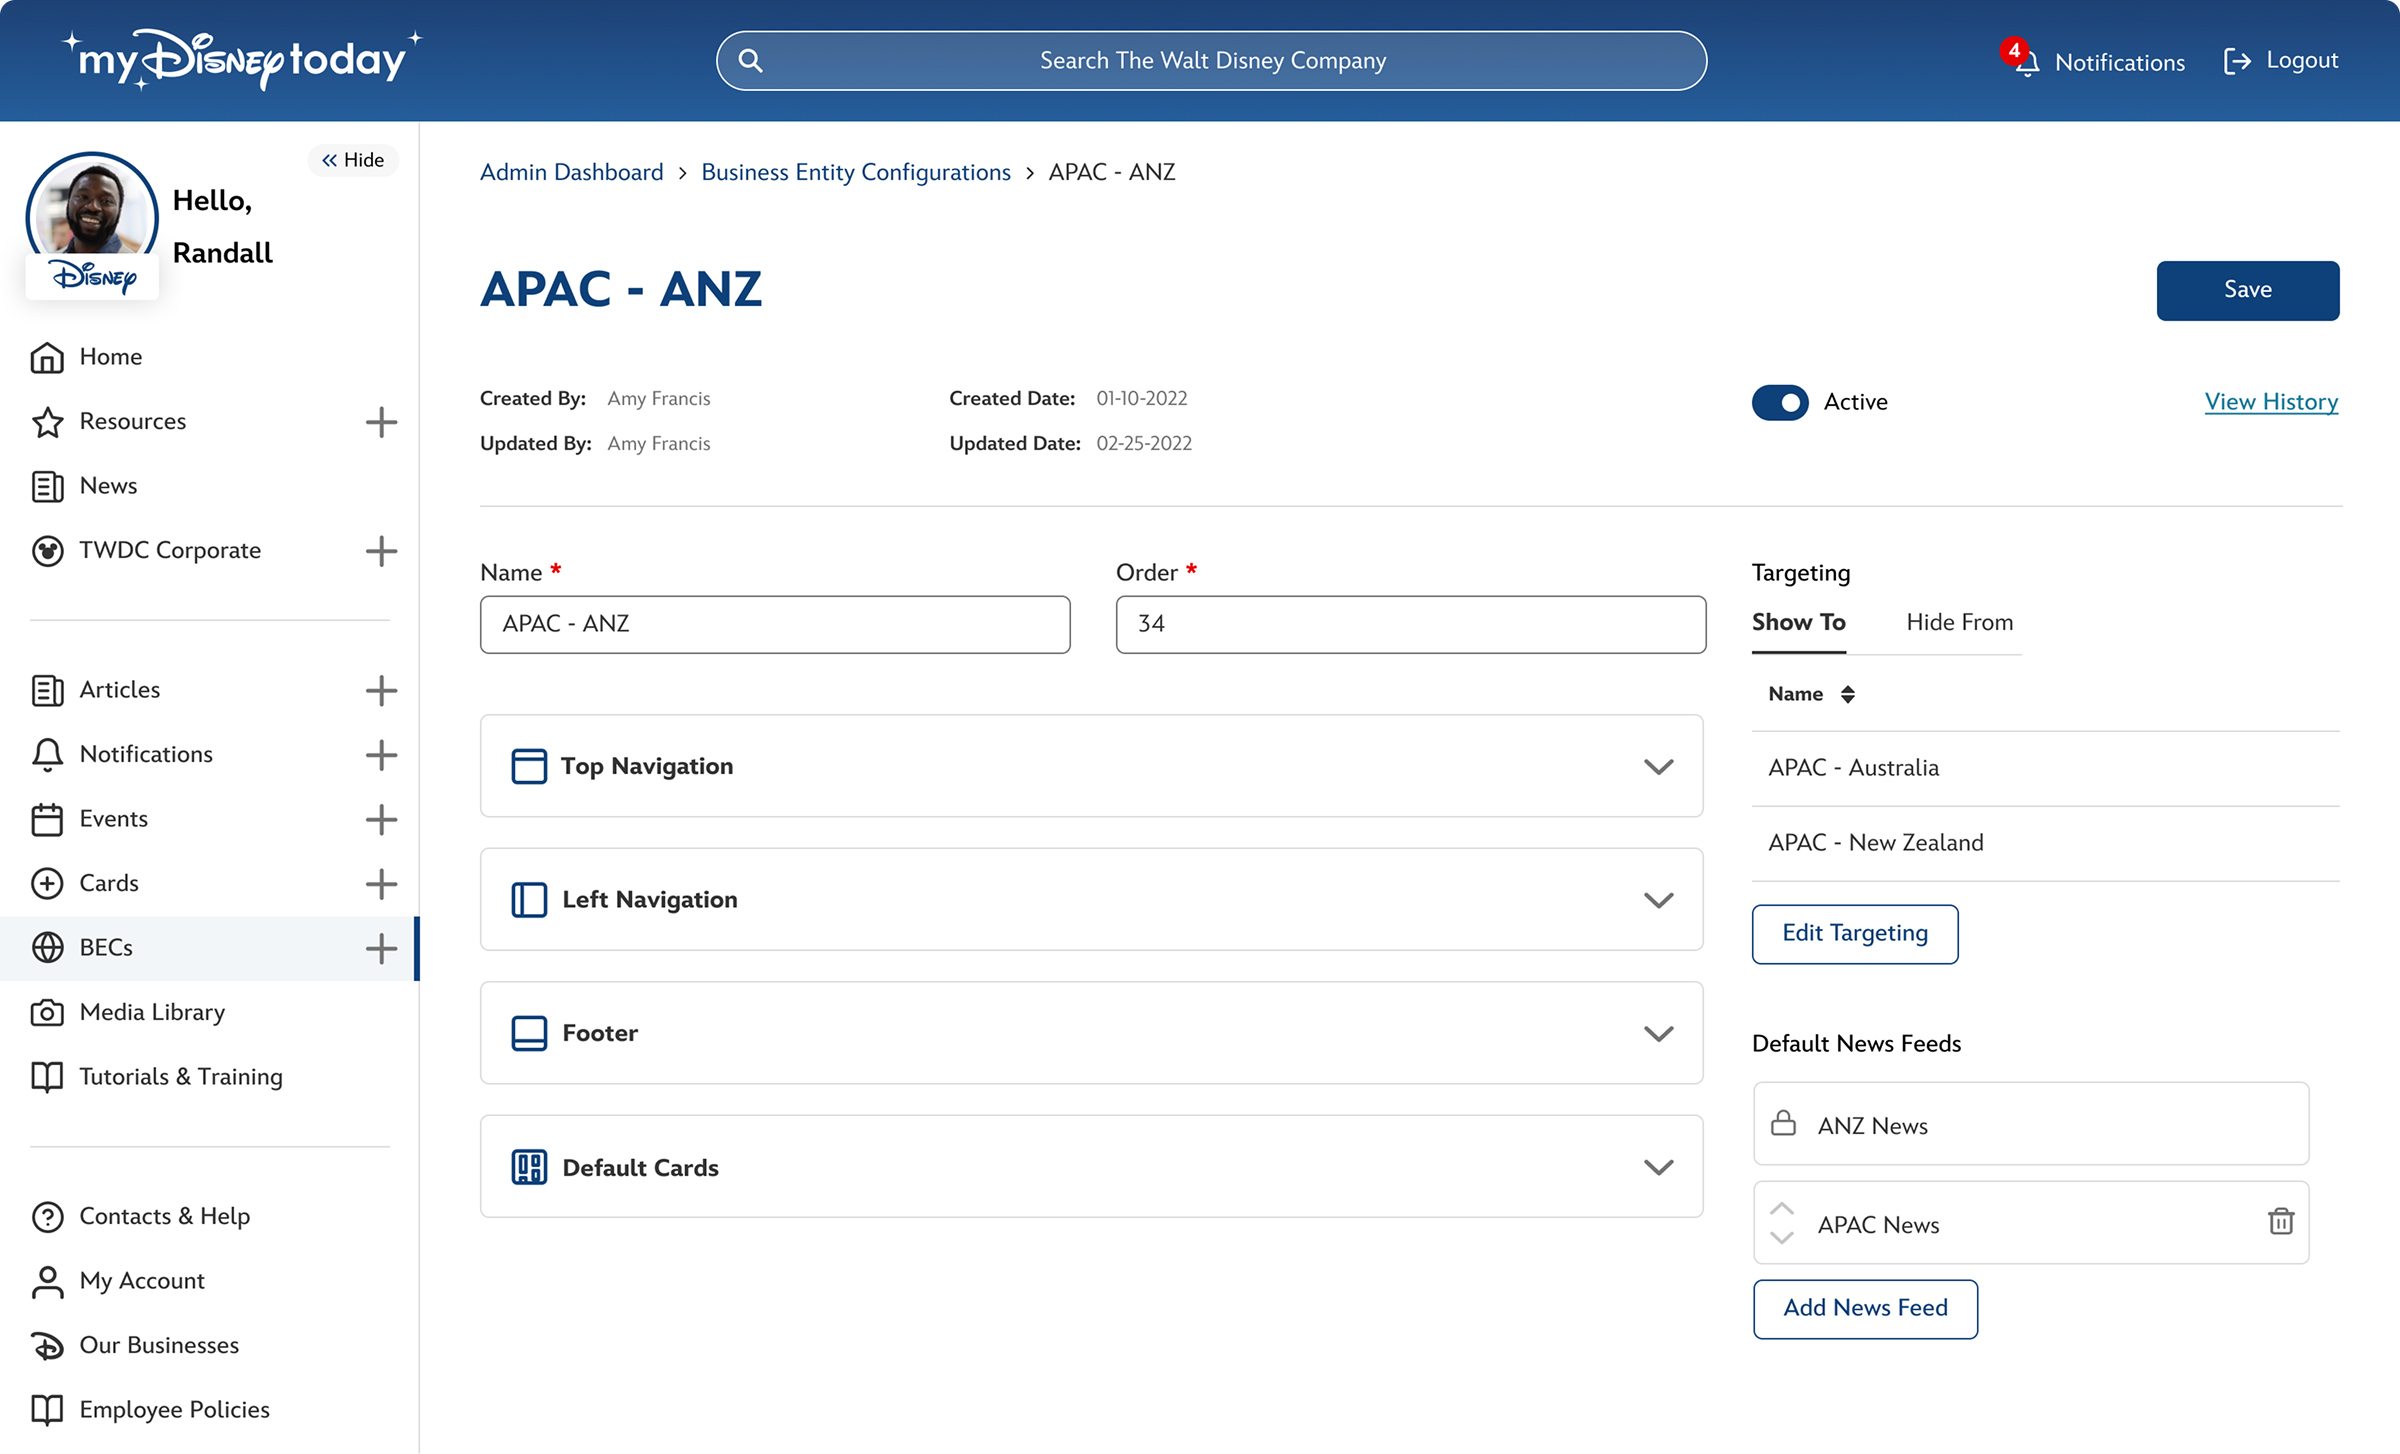 my Disney today
Search The Walt Disney Company
4
Notifications
Logout
Hide
Hello,
Randall
Disney
Home
Resources
News
TWDC Corporate
Articles
Notifications
Events
Cards
BECs
Media Library
Tutorials & Training
Contacts & Help
My Account
Our Businesses
Employee Policies
Admin Dashboard > Business Entity Configurations > APAC - ANZ
APAC - ANZ
Save
Created By: Amy Francis
Created Date: 01-10-2022
Updated By: Amy Francis
Updated Date: 02-25-2022
Active
View History
Name *
APAC - ANZ
Order *
34
Top Navigation
Left Navigation
Footer
Default Cards
Targeting
Show To
Hide From
Name
APAC - Australia
APAC - New Zealand
Edit Targeting
Default News Feeds
ANZ News
APAC News
Add News Feed